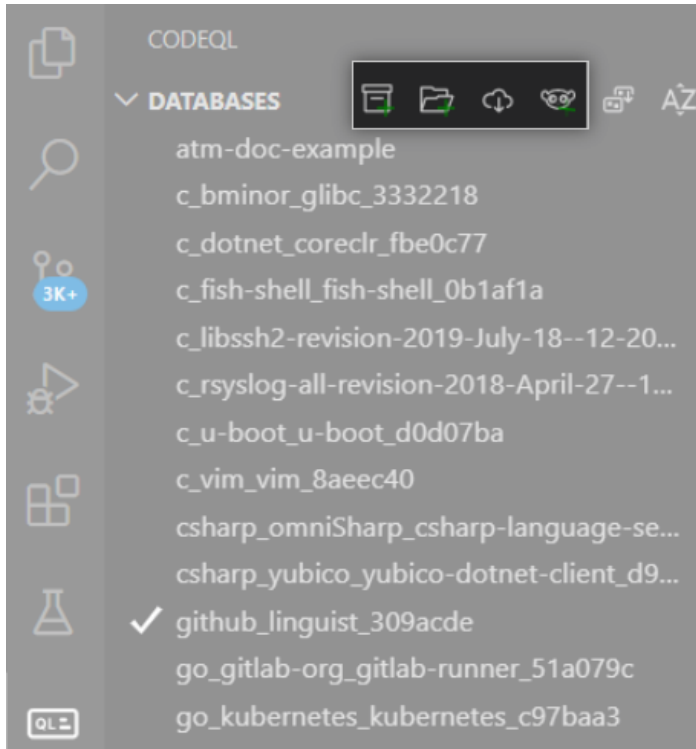 CODEQL
DATABASES
AZ
atm-doc-example
c_bminor_glibc_3332218
c_dotnet_coreclr_fbe0c77
c_fish-shell_fish-shell_0b1af1a
3K+
c_libssh2-revision-2019-July-18--12-20...
c_rsyslog-all-revision-2018-April-27--1...
c_u-boot_u-boot_d0d07ba
c_vim_vim_8aeec40
csharp_omniSharp_csharp-language-se...
csharp_yubico_yubico-dotnet-client_d9...
github_linguist_309acde
go_gitlab-org_gitlab-runner_51a079c
go_kubernetes_kubernetes_c97baa3
QL